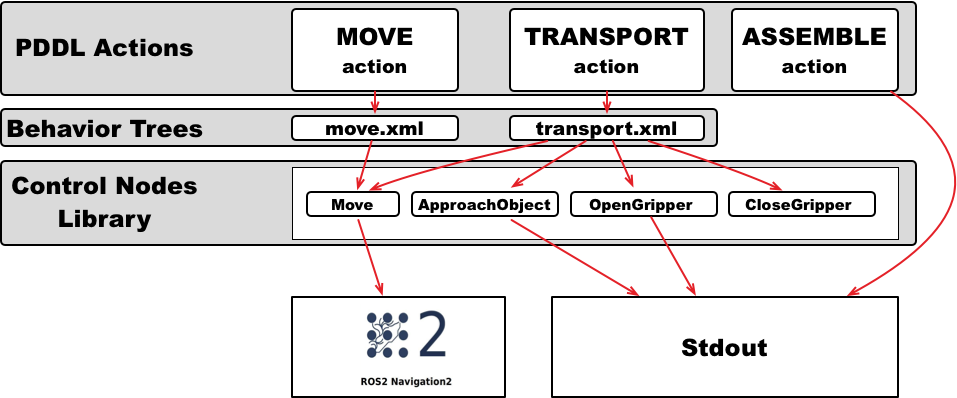 PDDL Actions
MOVE
action
TRANSPORT
action
ASSEMBLE
action
Behavior Trees
move.xml
transport.xml
Control Nodes
Library
Move
ApproachObject
OpenGripper
CloseGripper
2
ROS2 Navigation2
Stdout